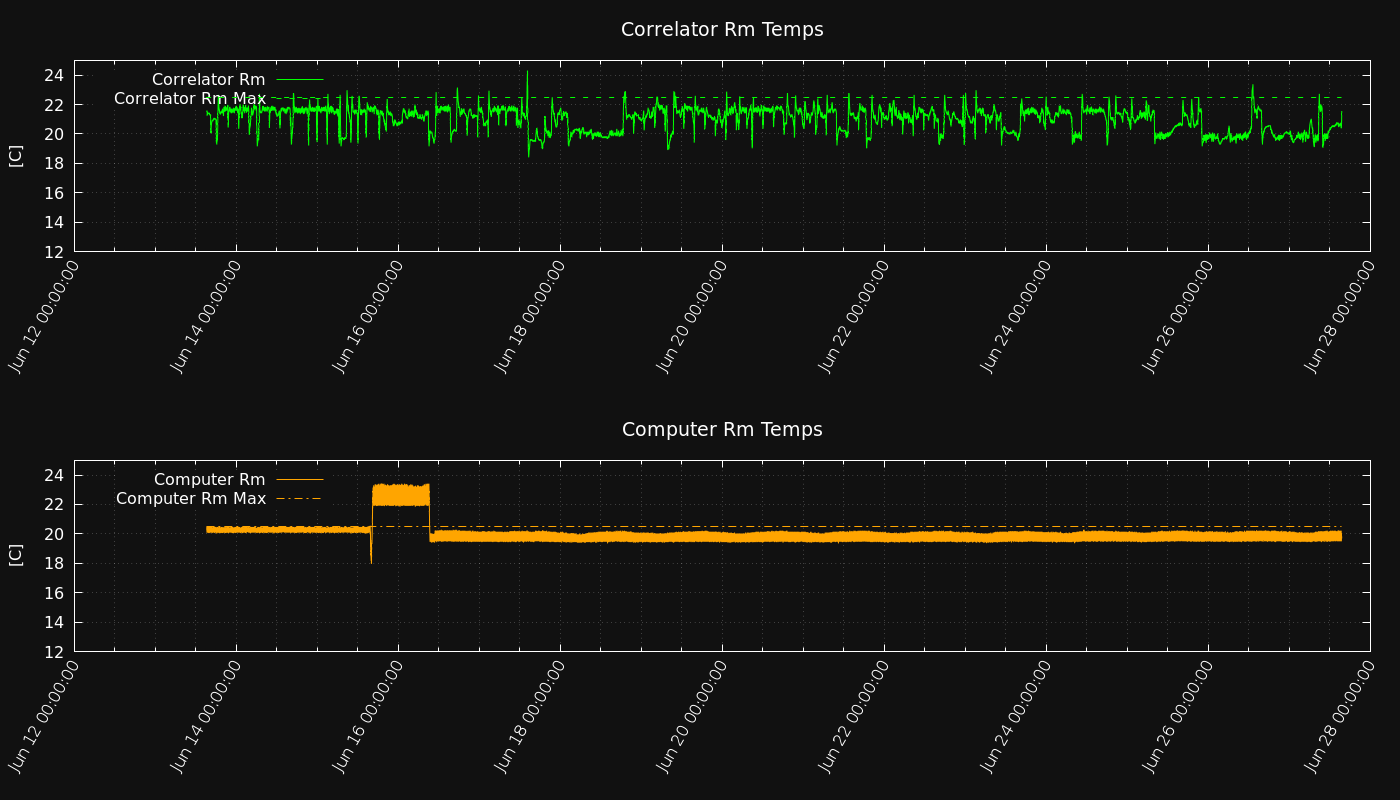 Correlator Rm Temps
Correlator Rm
Correlator Rm Max
24
22
20
18
16
14
12
[C]
Jun 12 00:00:00
Jun 14 00:00:00
Jun 16 00:00:00
Jun 18 00:00:00
Jun 20 00:00:00
Jun 22 00:00:00
Jun 24 00:00:00
Jun 26 00:00:00
Jun 28 00:00:00
Computer Rm Temps
Computer Rm
Computer Rm Max
24
22
20
18
16
14
12
[C]
Jun 12 00:00:00
Jun 14 00:00:00
Jun 16 00:00:00
Jun 18 00:00:00
Jun 20 00:00:00
Jun 22 00:00:00
Jun 24 00:00:00
Jun 26 00:00:00
Jun 28 00:00:00